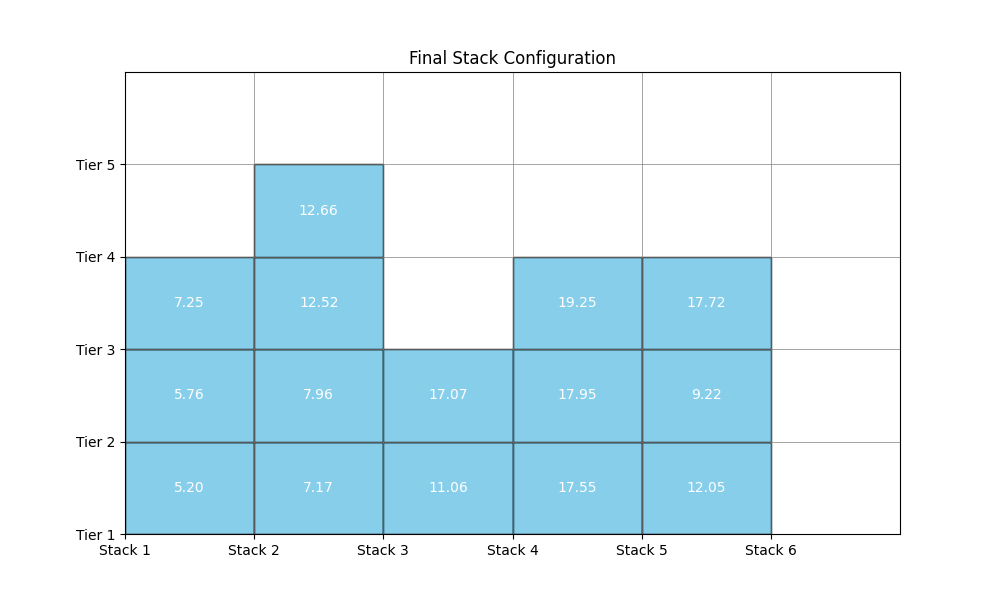 Final Stack Configuration
Tier 5
12.66
Tier 4
7.25 12.52 19.25 17.72
Tier 3
5.76 7.96 17.07 17.95 9.22
Tier 2
5.20 7.17 11.06 17.55 12.05
Tier 1
Stack 1 Stack 2 Stack 3 Stack 4 Stack 5 Stack 6